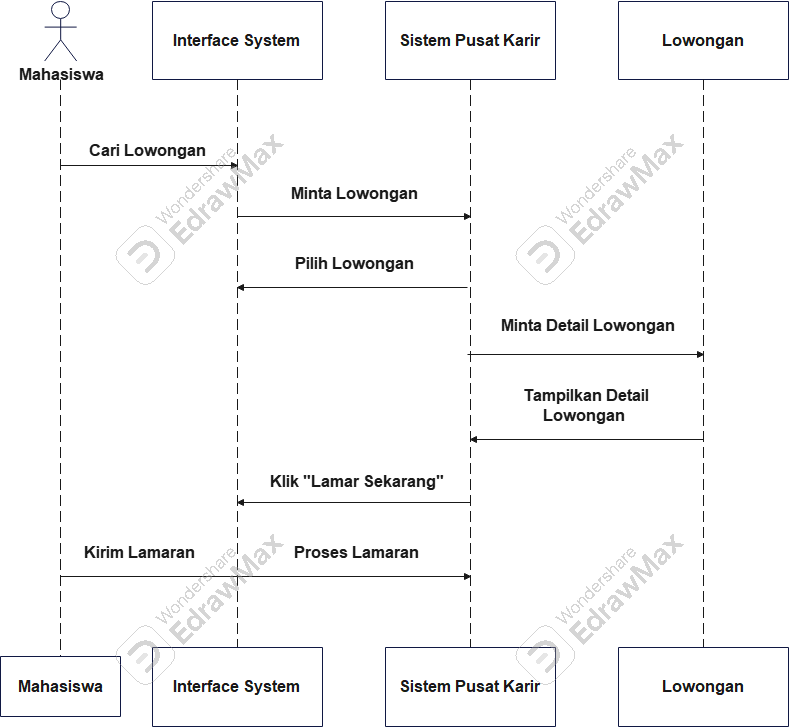 Mahasiswa
Interface System
Sistem Pusat Karir
Lowongan
Cari Lowongan
Wondershare
EdrawMax
Wondershare
EdrawMax
Minta Lowongan
Pilih Lowongan
Minta Detail Lowongan
Tampilkan Detail
Lowongan
Klik "Lamar Sekarang"
Kirim Lamaran
Proses Lamaran
Wondershare
EdrawMax
Wondershare
EdrawMax
Mahasiswa
Interface System
Sistem Pusat Karir
Lowongan